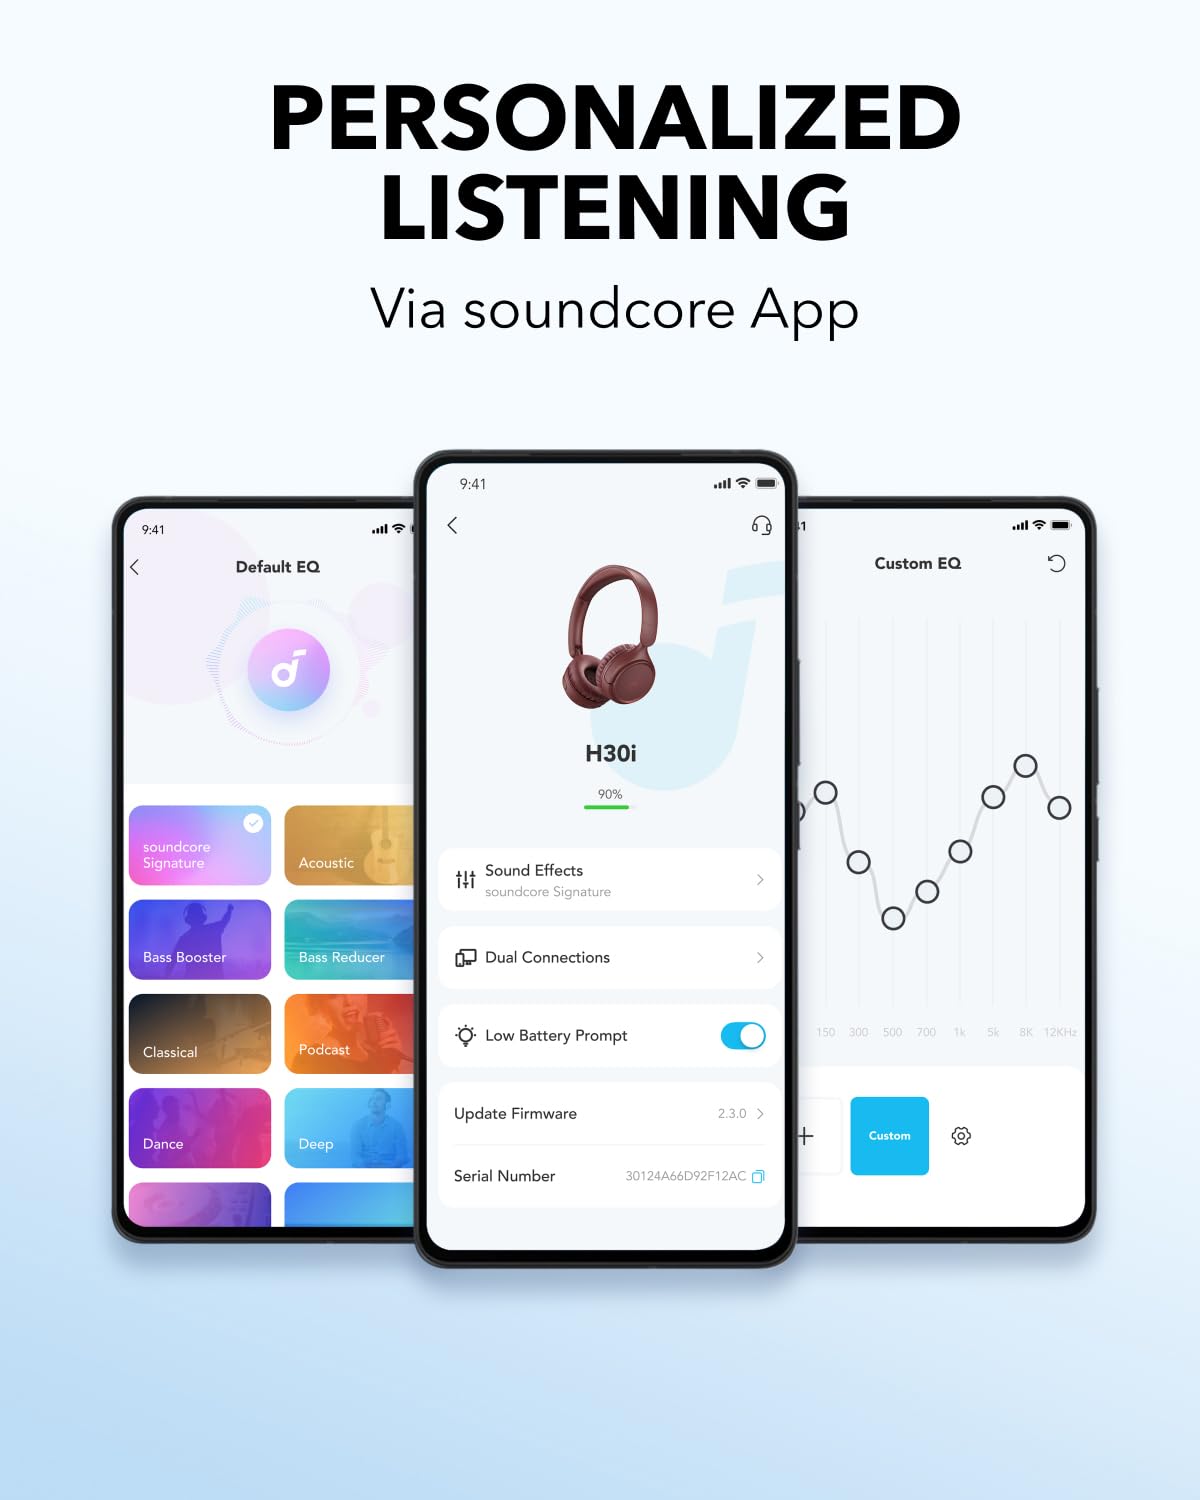 PERSONALIZED
LISTENING
Via soundcore App
9:41
Default EQ
soundcore
Signature
Acoustic
Bass Booster
Bass Reducer
Classical
Podcast
Dance
Deep
9:41
H30i
90%
Sound Effects
soundcore Signature
Dual Connections
Low Battery Prompt
Update Firmware
2.3.0
Serial Number
30124A66D92F12AC
41
Custom EQ
150 300 500 700 1k 5k 8K 12KHz
Custom